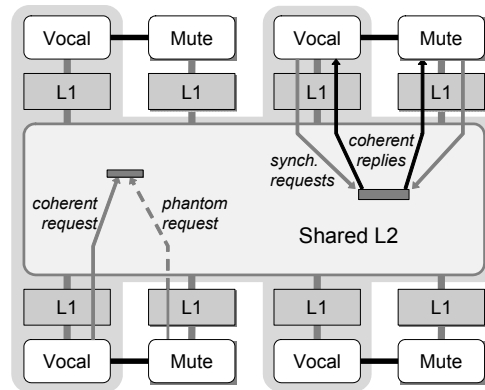 Vocal Mute Vocal Mute
L1 L1 L1 L1
synch.
requests
coherent
replies
coherent
request
phantom
request
Shared L2
L1 L1 L1 L1
Vocal Mute Vocal Mute